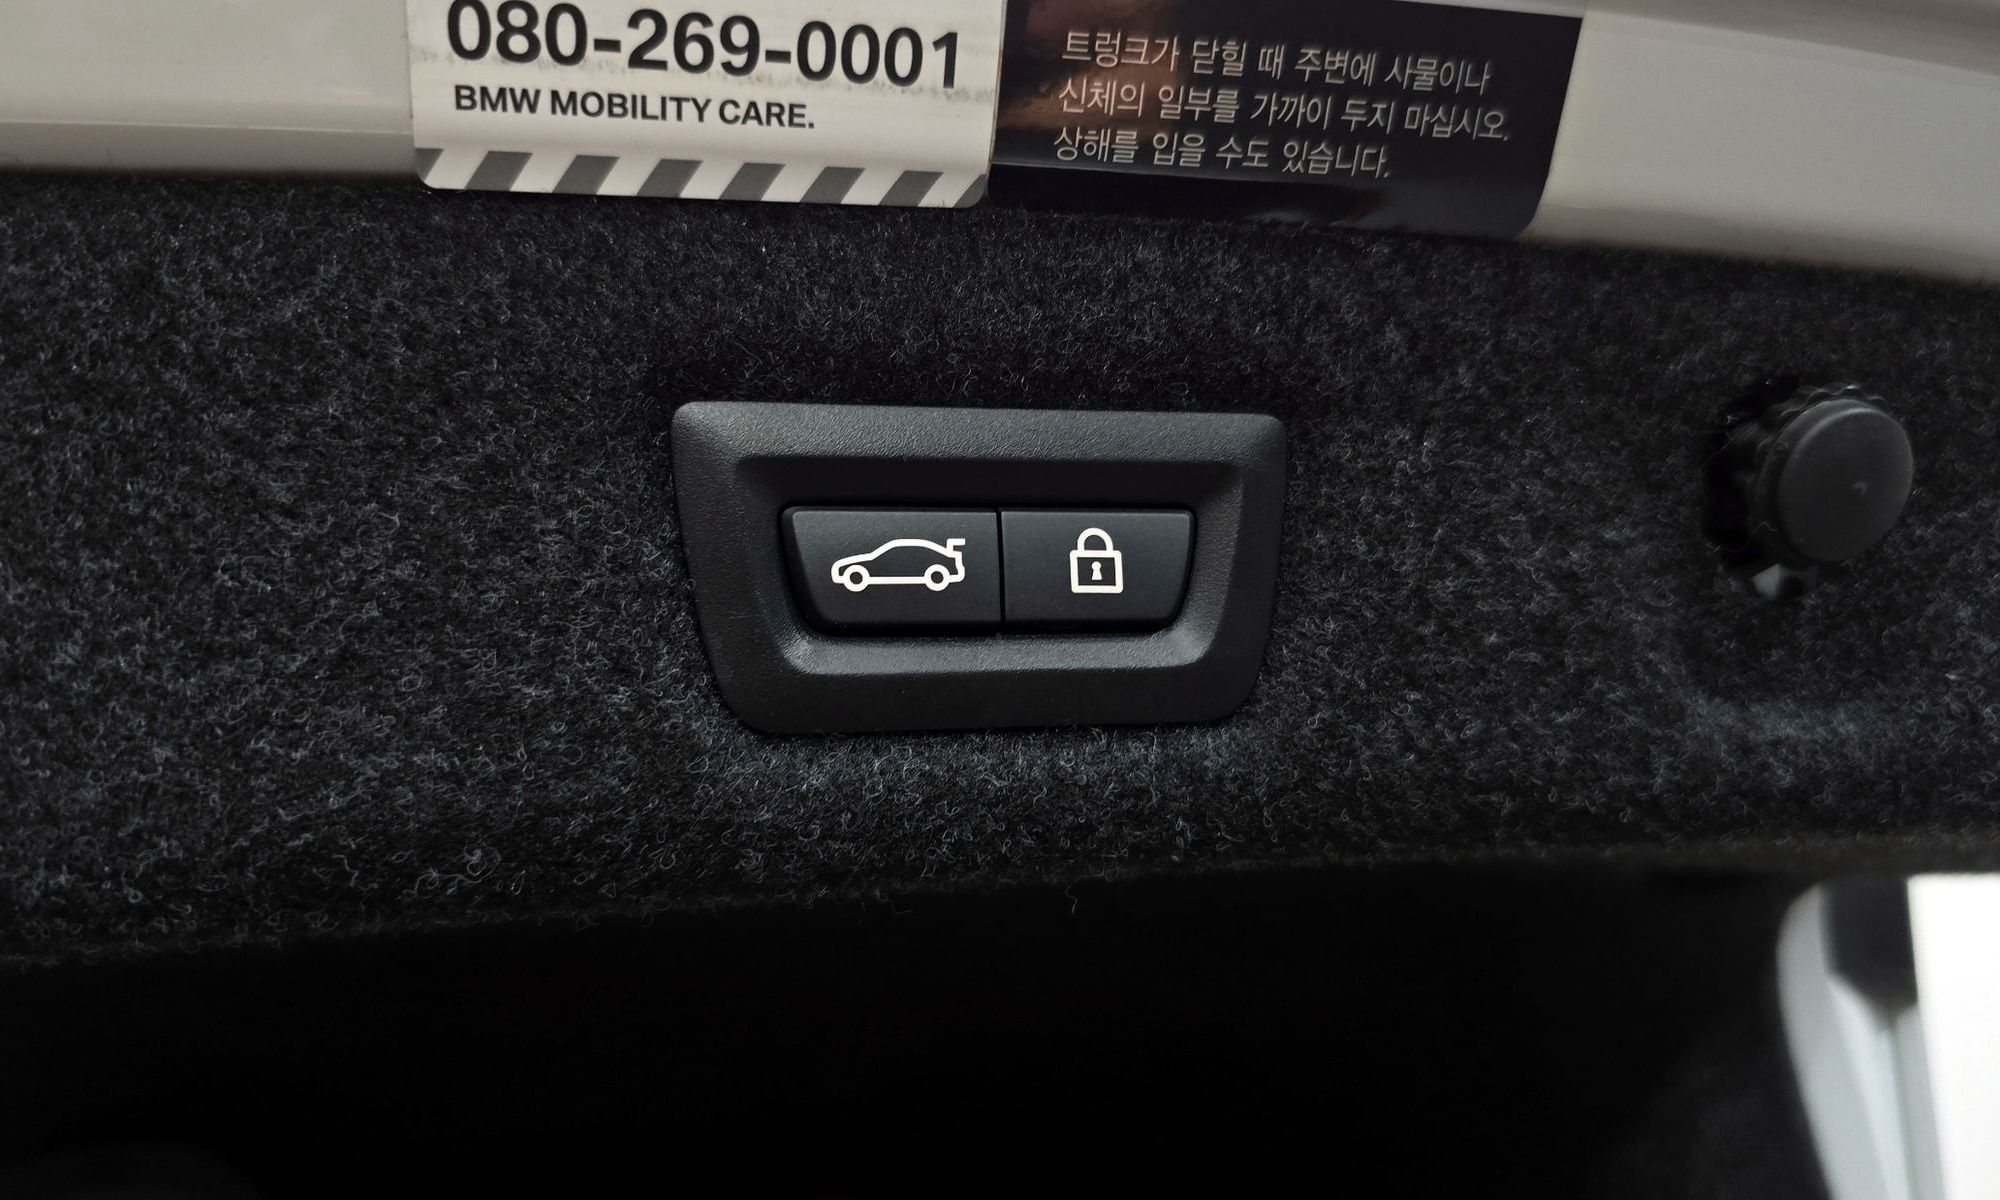 080-269-0001
BMW MOBILITY CARE.
트렁크가 닫힐 때 주변에 사물이나
신체의 일부를 가까이 두지 마십시오.
상해를 입을 수도 있습니다.